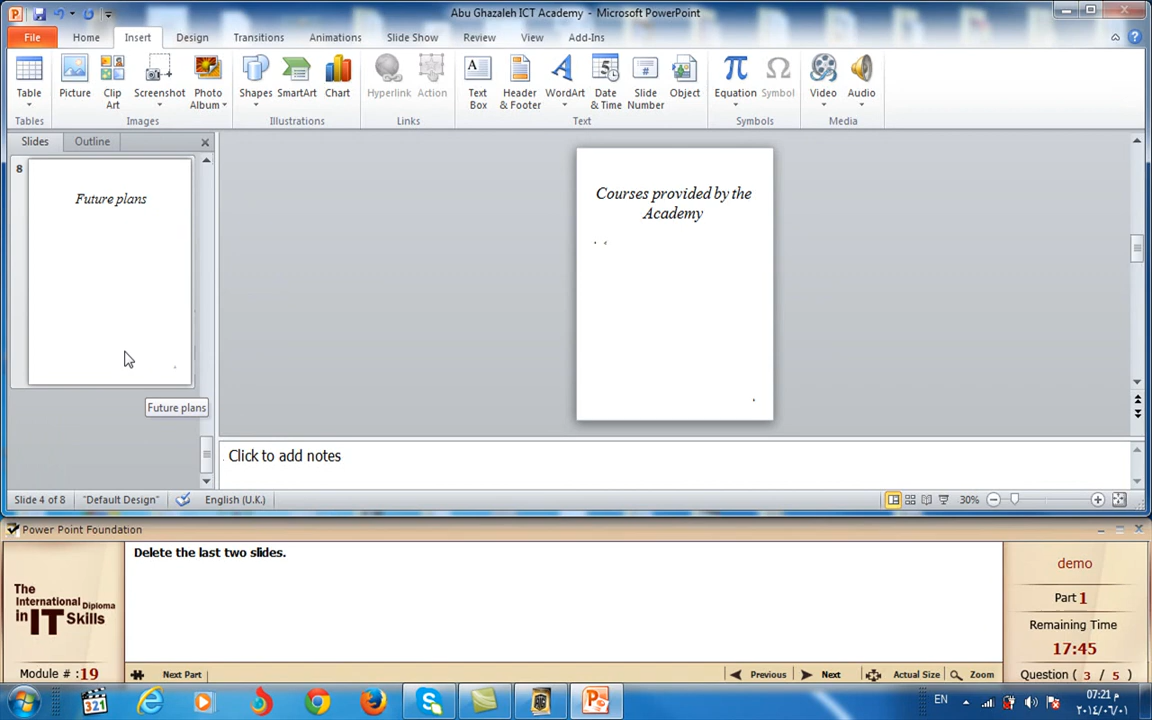 Abu Ghazaleh ICT Academy - Microsoft PowerPoint
File Home Insert Design Transitions Animations Slide Show Review View Add-Ins
Table Picture Clip Art Screenshot Photo Album Shapes SmartArt Chart Hyperlink Action Text Box Header & Footer WordArt Date & Time Slide Number Object Equation Symbol Video Audio
Tables Images Illustrations Links Text Symbols Media
Slides Outline
8
Future plans
Future plans
Courses provided by the
Academy
Click to add notes
Slide 4 of 8 "Default Design" English (U.K.) 30%
Power Point Foundation
Delete the last two slides.
The
International Diploma
in IT Skills
Module # :19
demo
Part 1
Remaining Time
17:45
Next Part Previous Next Actual Size Zoom Question ( 3 / 5 )
321
EN
07:21 م
٢٠١٤/٠٦/٠١